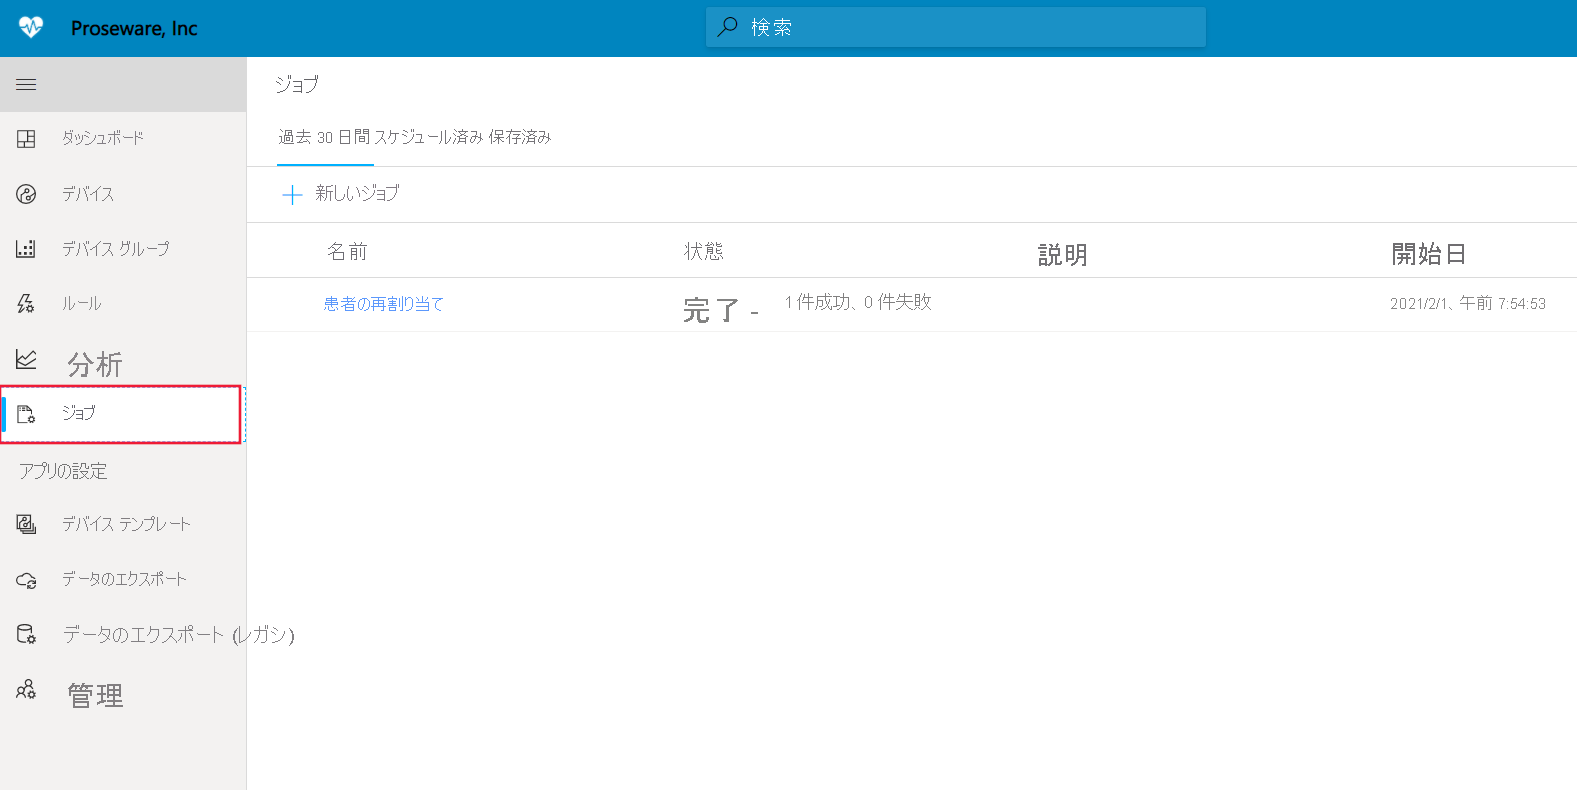 Proseware, Inc
検索
ジョブ
過去 30 日間 スケジュール済み 保存済み
新しいジョブ
名前 状態 説明 開始日
患者の再割り当て 完了 - 1 件成功、0 件失敗 2021/2/1、午前 7:54:53
ダッシュボード
デバイス
デバイス グループ
ルール
分析
ジョブ
アプリの設定
デバイス テンプレート
データのエクスポート
データのエクスポート (レガシ)
管理